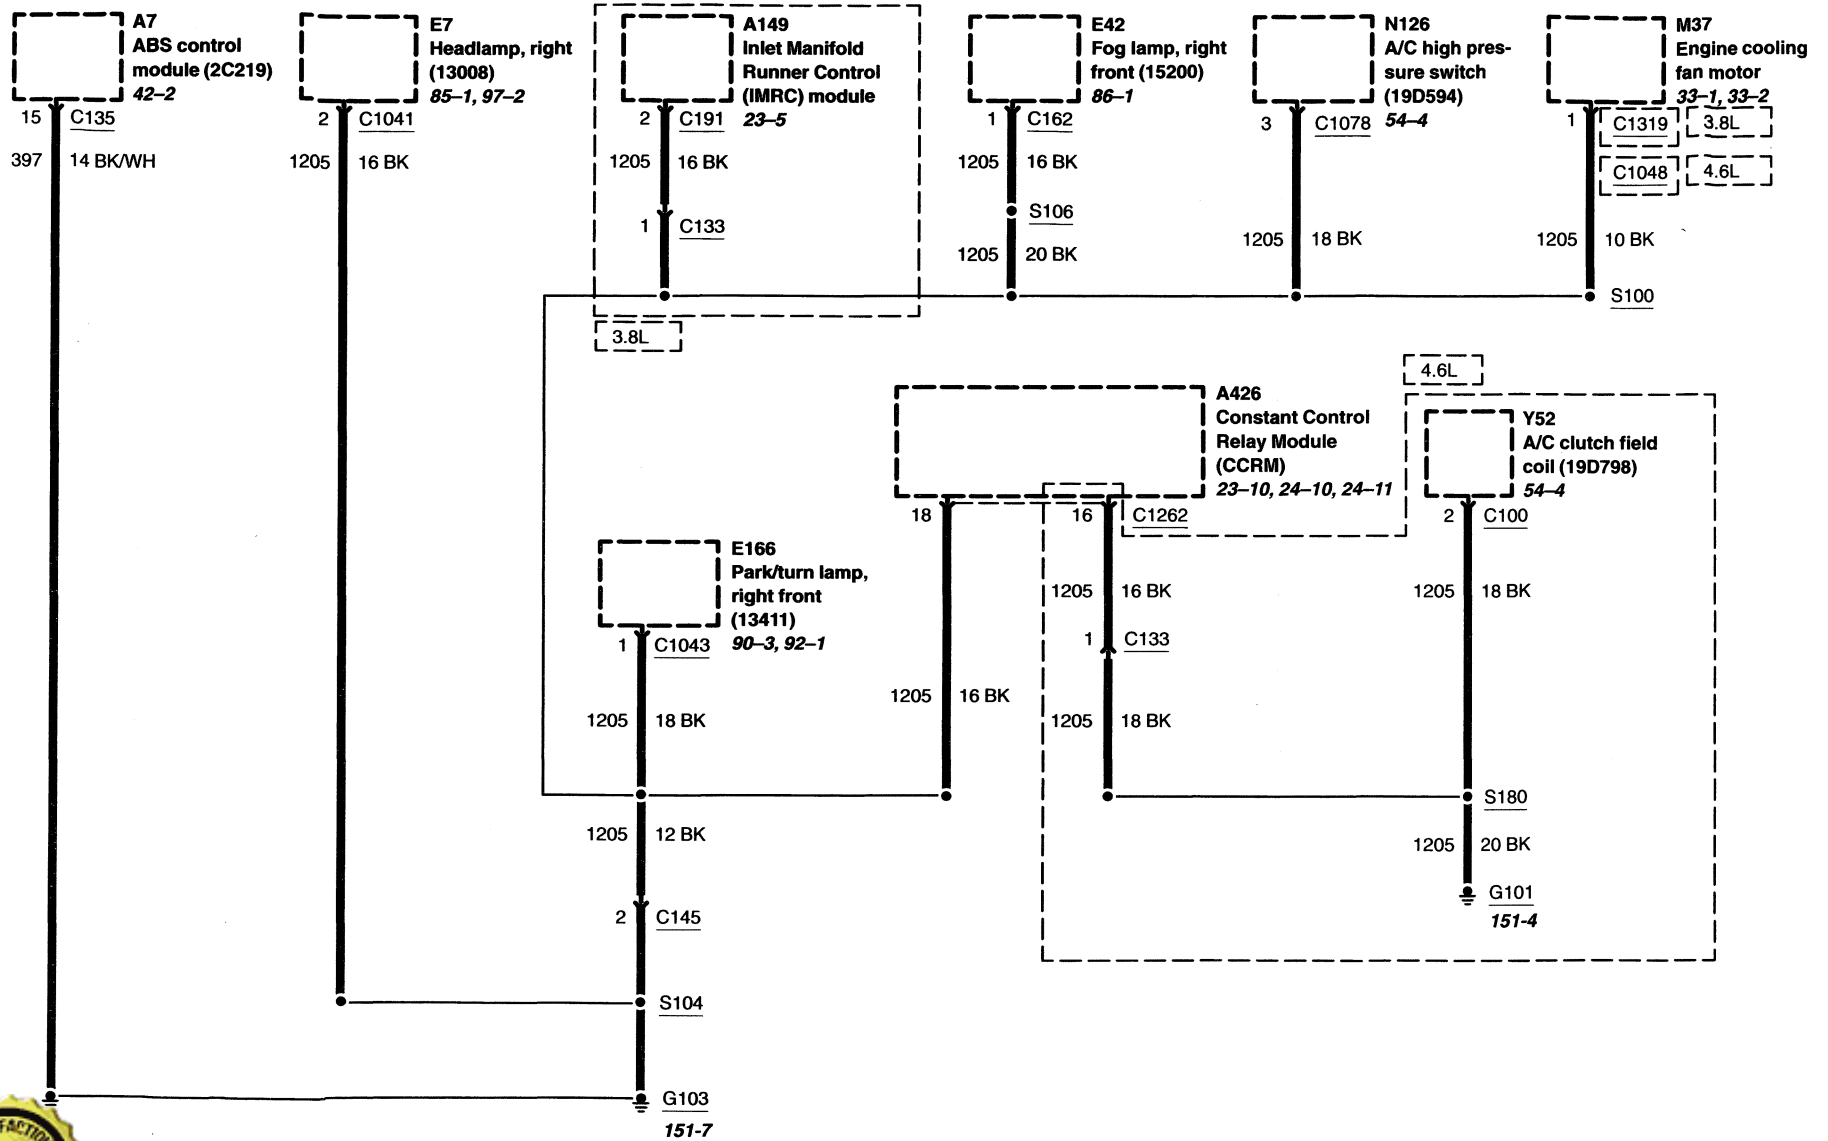 A7
ABS control
module (2C219)
42–2
15 C135
397 14 BK/WH
E7
Headlamp, right
(13008)
85–1, 97–2
2 C1041
1205 16 BK
A149
Inlet Manifold
Runner Control
(IMRC) module
23–5
2 C191
1205 16 BK
1 C133
3.8L
E42
Fog lamp, right
front (15200)
86–1
1 C162
1205 16 BK
S106
1205 20 BK
N126
A/C high pres-
sure switch
(19D594)
54–4
3 C1078
1205 18 BK
M37
Engine cooling
fan motor
33–1, 33–2
1 C1319 3.8L
C1048 4.6L
1205 10 BK
S100
4.6L
A426
Constant Control
Relay Module
(CCRM)
23–10, 24–10, 24–11
18 16 C1262
1205 16 BK
1205 16 BK
1 C133
1205 18 BK
Y52
A/C clutch field
coil (19D798)
54–4
2 C100
1205 18 BK
S180
1205 20 BK
G101
151-4
E166
Park/turn lamp,
right front
(13411)
90–3, 92–1
1 C1043
1205 18 BK
1205 12 BK
2 C145
S104
G103
151-7
FACTION